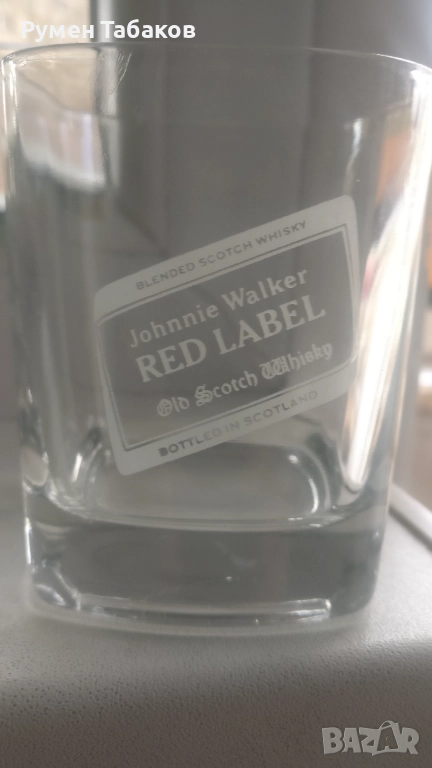 Румен Табаков
BLENDED SCOTCH WHISKY
Johnnie Walker
RED LABEL
Old Scotch Whisky
BOTTLED IN SCOTLAND
BAZAR